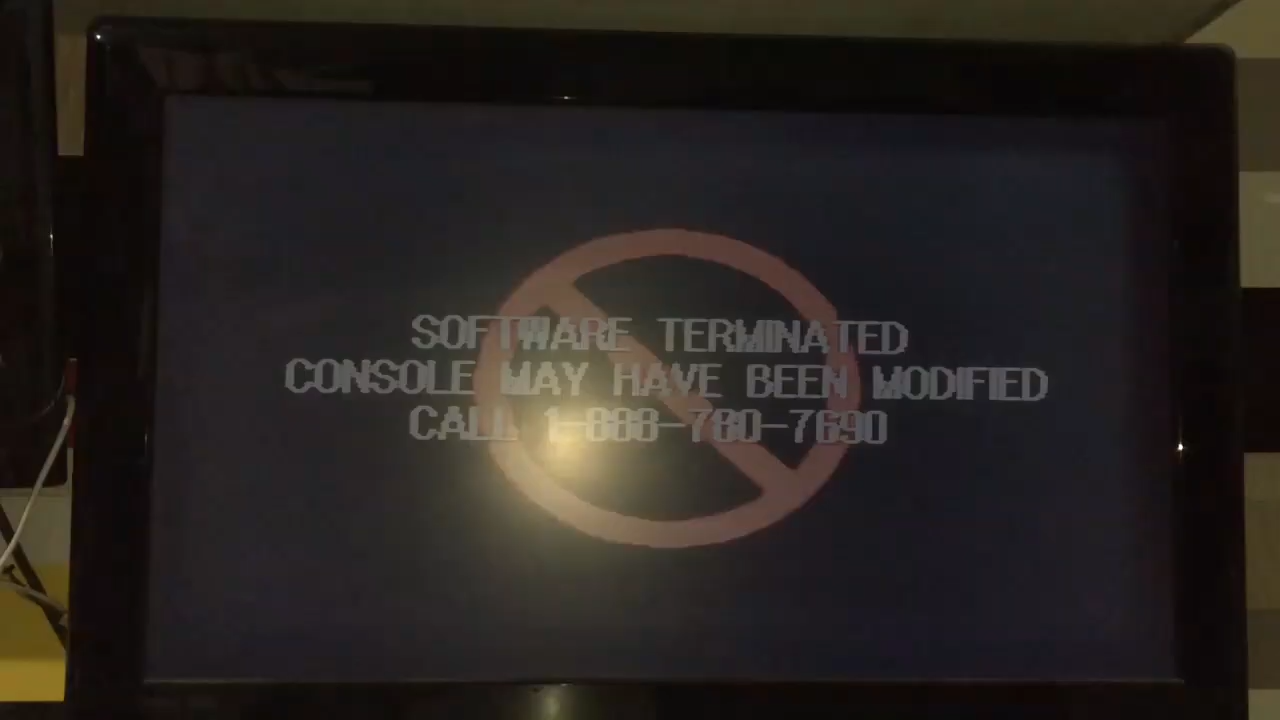 SOFTWARE TERMINATED
CONSOLE MAY HAVE BEEN MODIFIED
CALL 1-888-780-7690